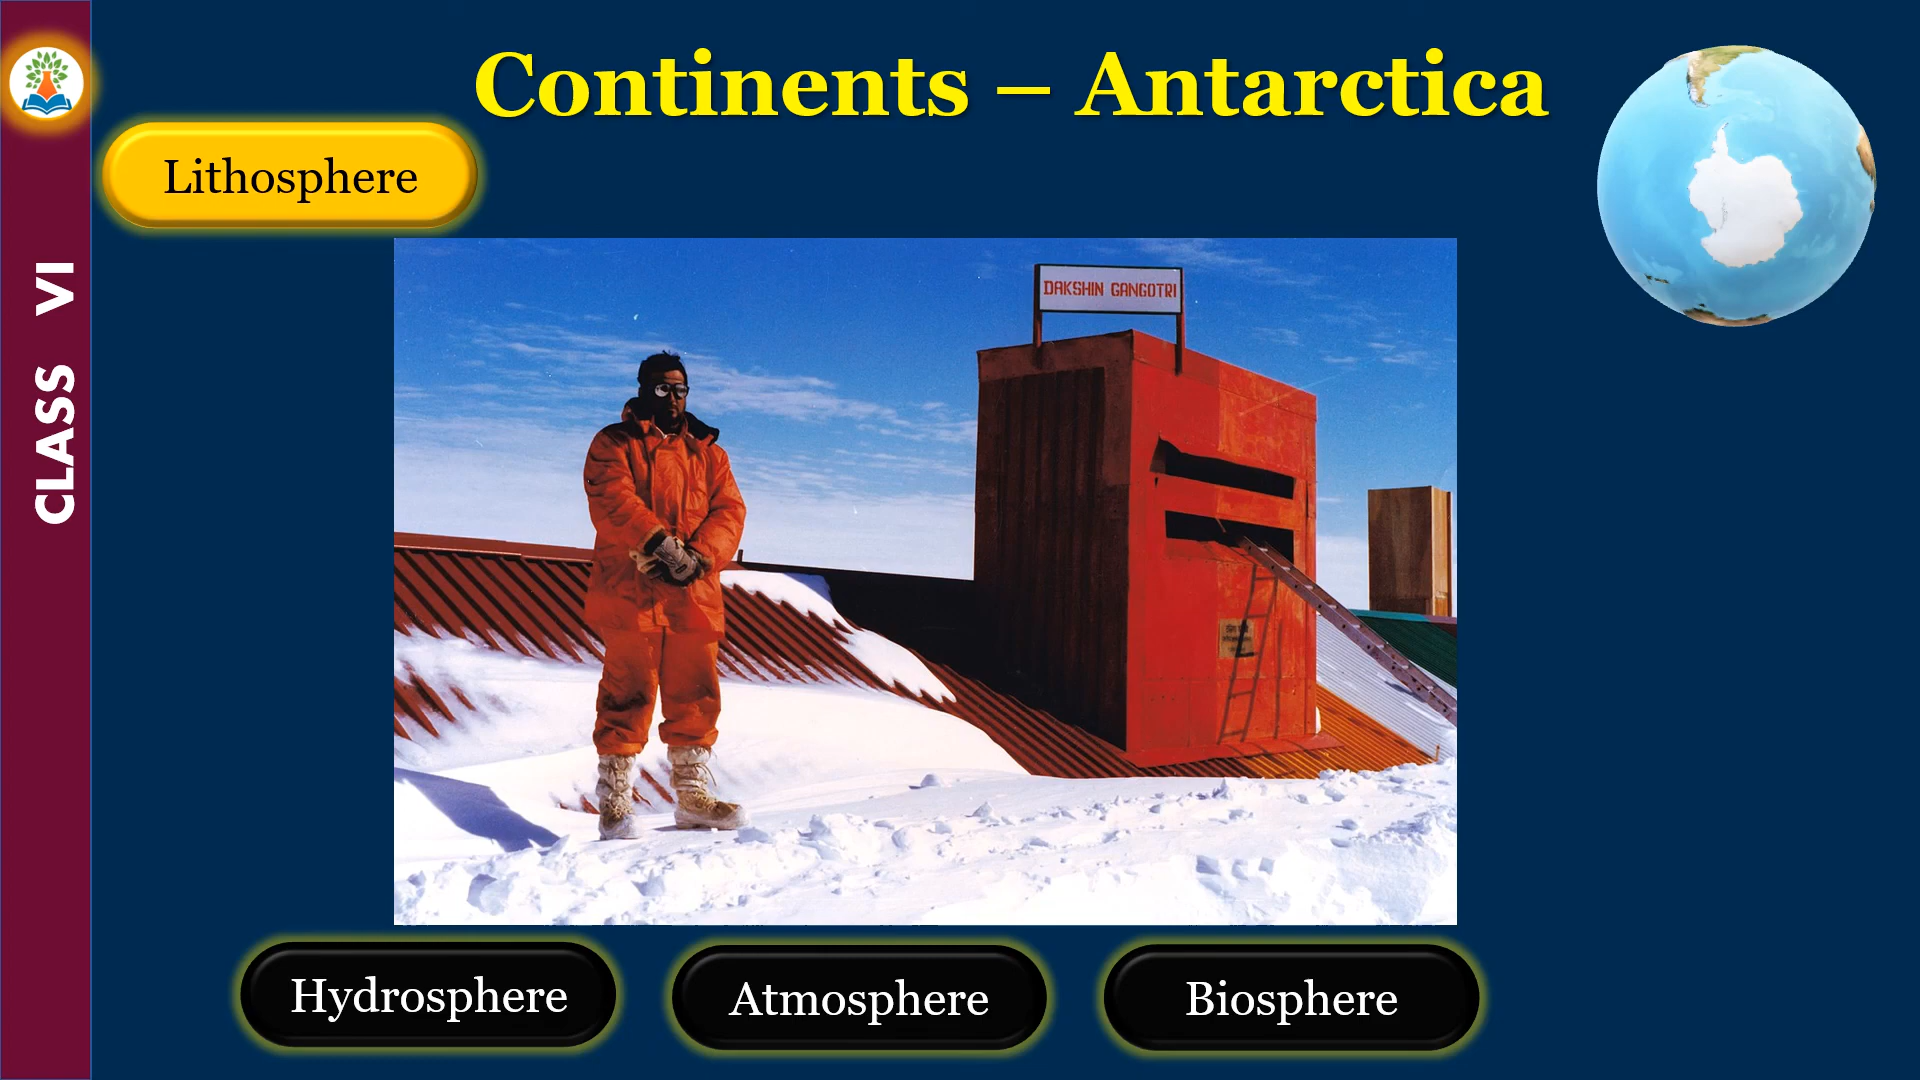 Continents – Antarctica
Lithosphere
CLASS VI
DAKSHIN GANGOTRI
Hydrosphere
Atmosphere
Biosphere